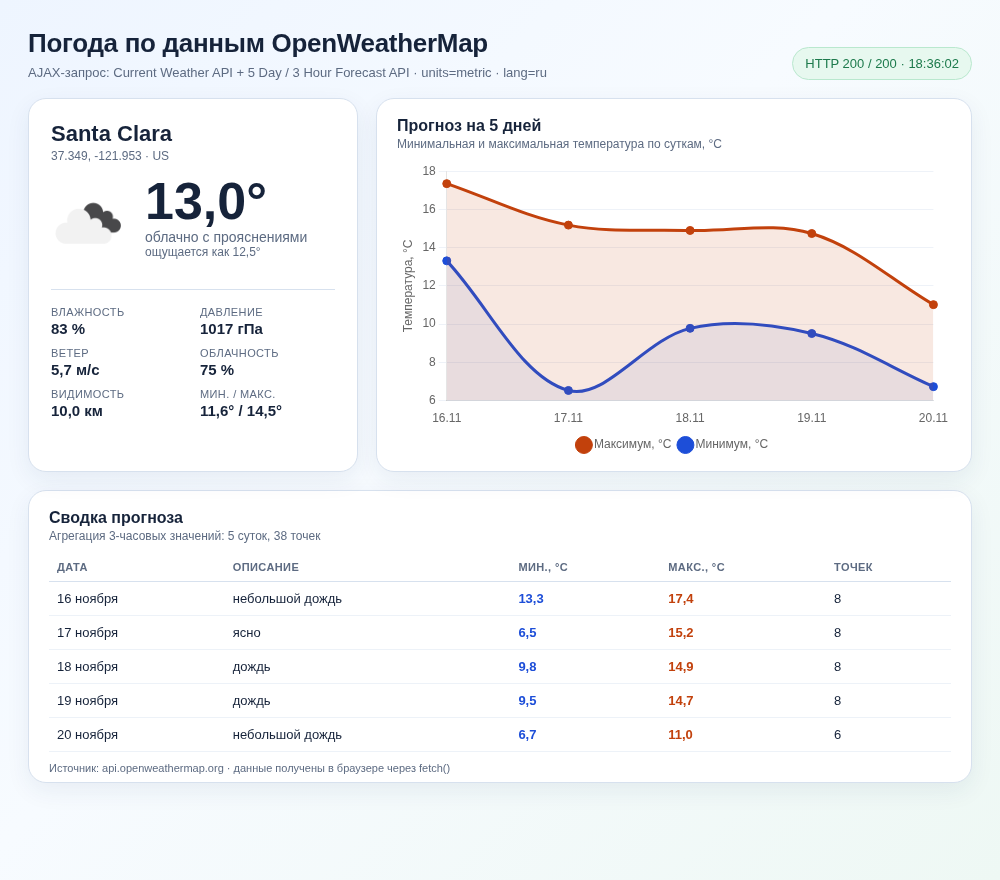 Погода по данным OpenWeatherMap
AJAX-запрос: Current Weather API + 5 Day / 3 Hour Forecast API · units=metric · lang=ru
HTTP 200 / 200 · 18:36:02
Santa Clara
37.349, -121.953 · US
13,0°
облачно с прояснениями
ощущается как 12,5°
ВЛАЖНОСТЬ
83 %
ДАВЛЕНИЕ
1017 гПа
ВЕТЕР
5,7 м/с
ОБЛАЧНОСТЬ
75 %
ВИДИМОСТЬ
10,0 км
МИН. / МАКС.
11,6° / 14,5°
Прогноз на 5 дней
Минимальная и максимальная температура по суткам, °C
Температура, °C
18
16
14
12
10
8
6
16.11 17.11 18.11 19.11 20.11
Максимум, °C Минимум, °C
Сводка прогноза
Агрегация 3-часовых значений: 5 суток, 38 точек
ДАТА ОПИСАНИЕ МИН., °C МАКС., °C ТОЧЕК
16 ноября небольшой дождь 13,3 17,4 8
17 ноября ясно 6,5 15,2 8
18 ноября дождь 9,8 14,9 8
19 ноября дождь 9,5 14,7 8
20 ноября небольшой дождь 6,7 11,0 6
Источник: api.openweathermap.org · данные получены в браузере через fetch()